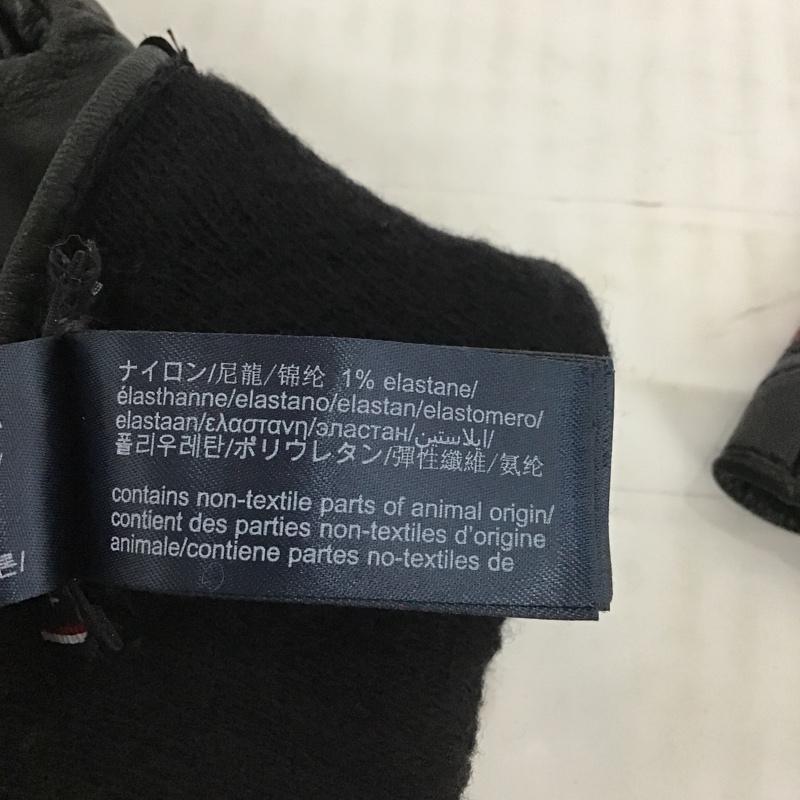 ナイロン/尼龍/锦纶 1% elastane/
élasthanne/elastano/elastan/elastomero/
elastaan/ελαστανη/эластан/إيلاستين/
폴리우레탄/ポリウレタン/彈性纖維/氨纶
contains non-textile parts of animal origin/
contient des parties non-textiles d'origine
animale/contiene partes no-textiles de
론/